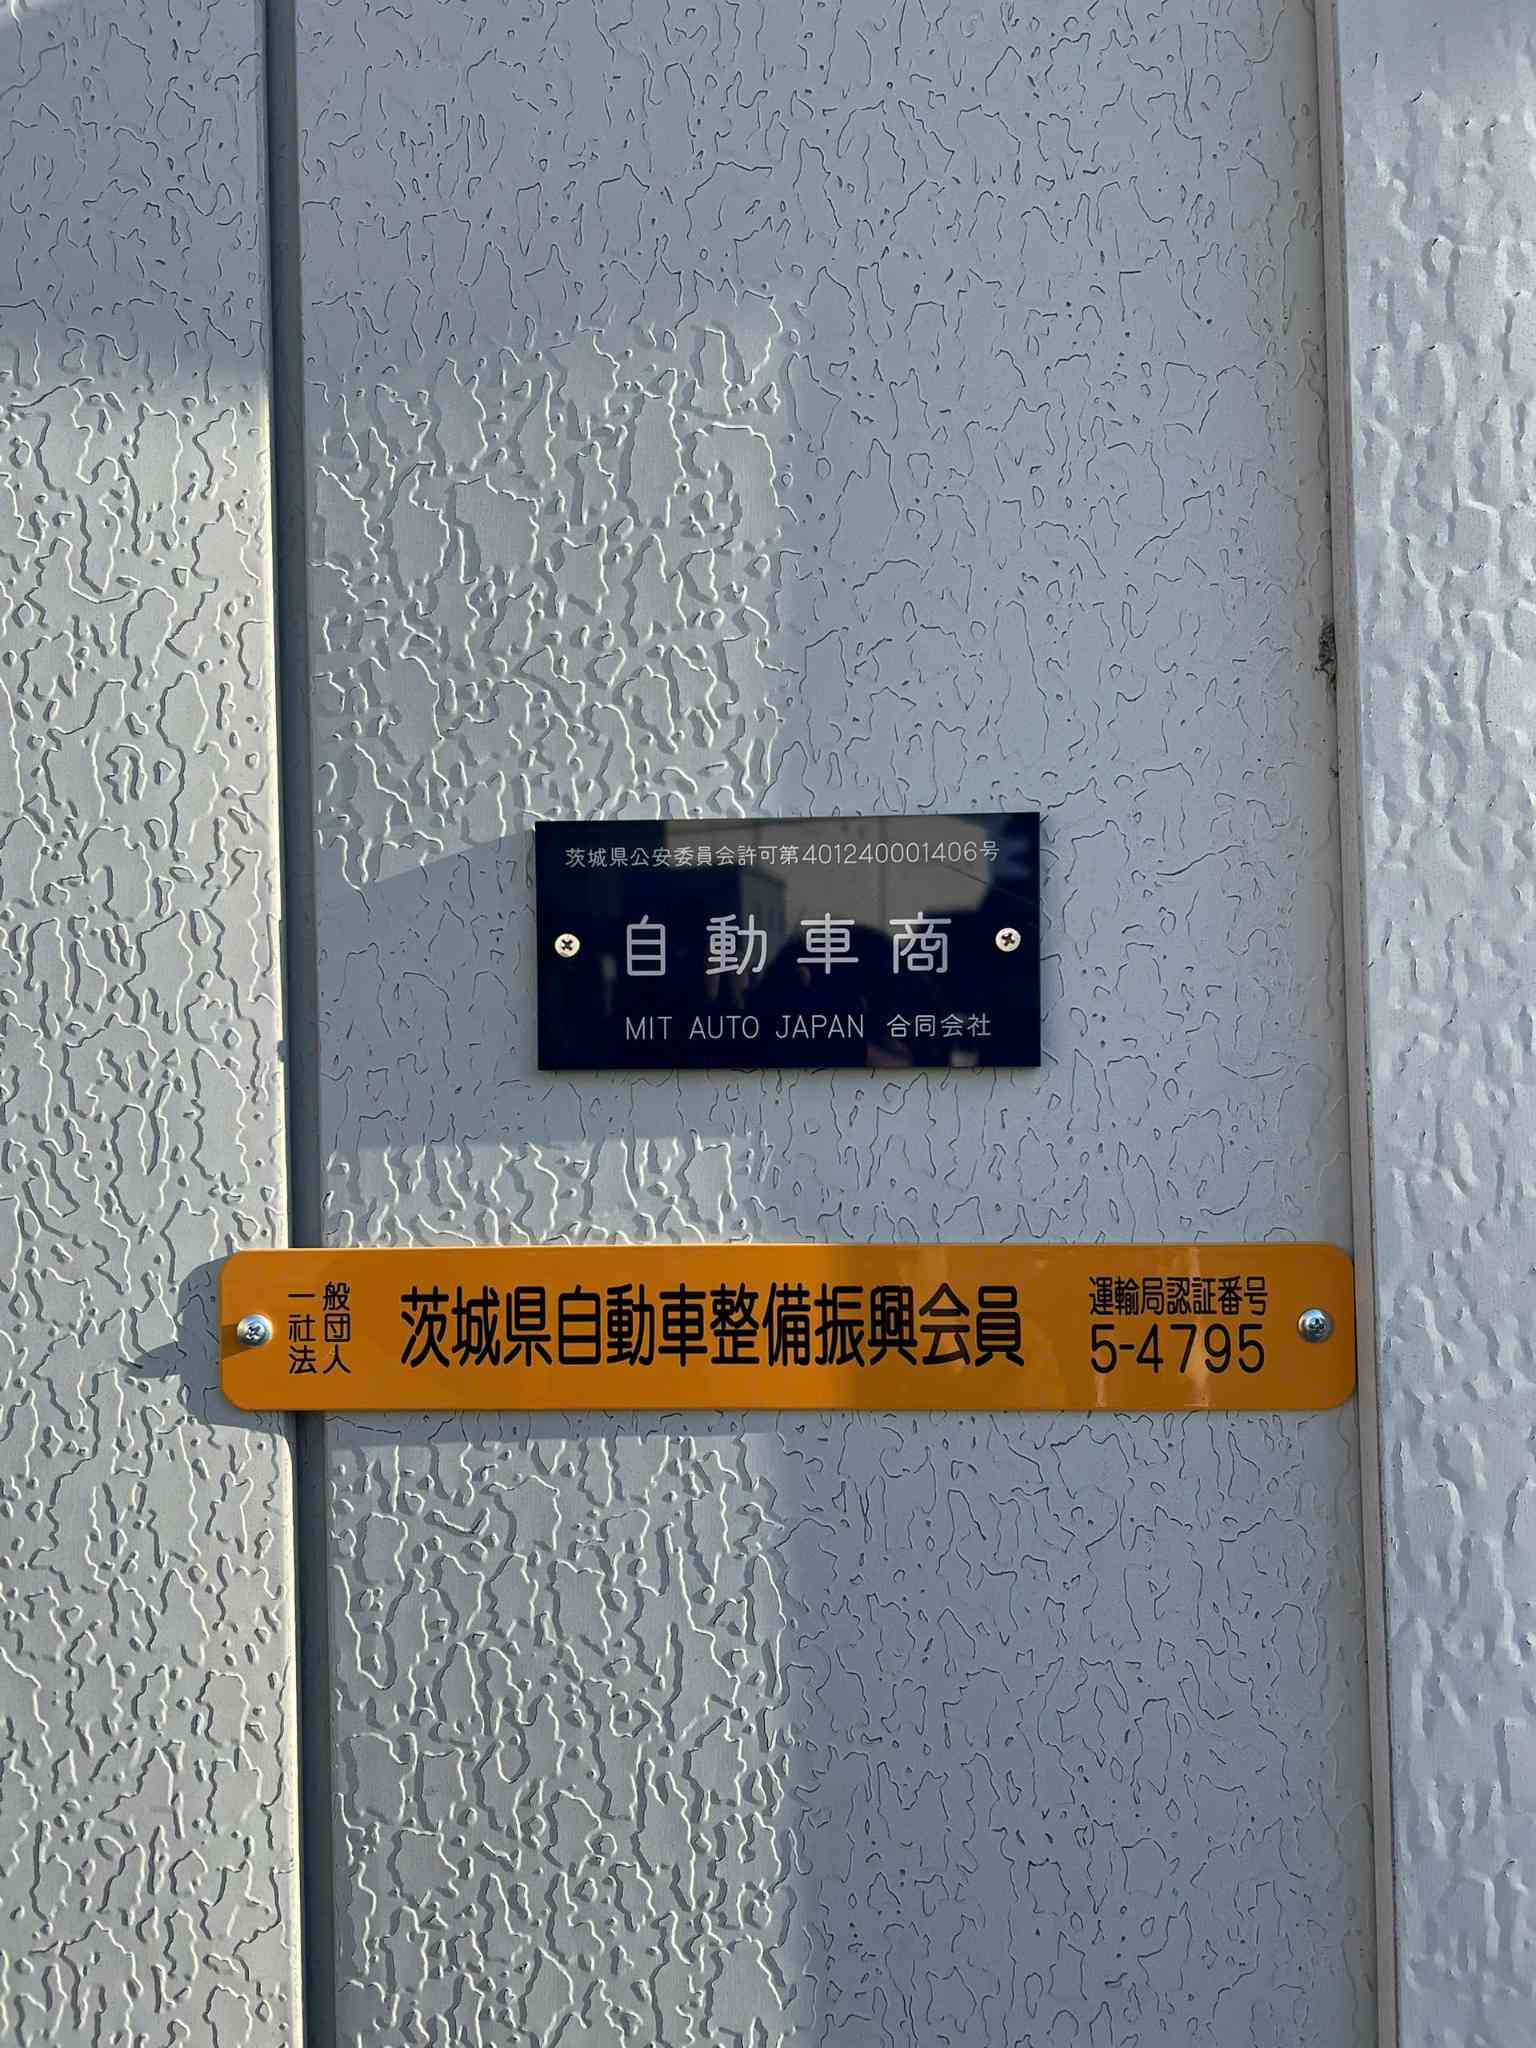 茨城県公安委員会許可第401240001406号
自動車商
MIT AUTO JAPAN 合同会社
一般
社団
法人
茨城県自動車整備振興会員
運輸局認証番号
5-4795